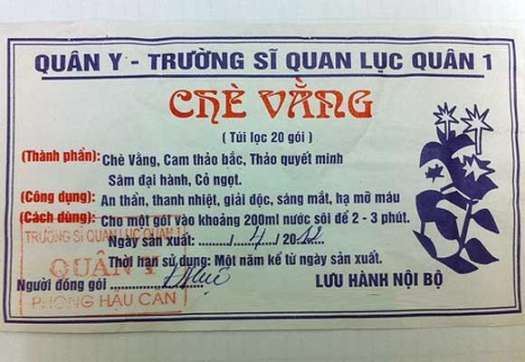 QUÂN Y - TRƯỜNG SĨ QUAN LỤC QUÂN 1
CHÈ VẰNG
( Túi lọc 20 gói )
(Thành phần): Chè Vằng, Cam thảo bắc, Thảo quyết minh
Sâm đại hành, Cỏ ngọt.
(Công dụng): An thần, thanh nhiệt, giải độc, sáng mắt, hạ mỡ máu
(Cách dùng): Cho một gói vào khoảng 200ml nước sôi để 2 - 3 phút.
Ngày sản xuất:......../...4.../ 2012
Thời hạn sử dụng: Một năm kể từ ngày sản xuất.
Người đóng gói ........................
LƯU HÀNH NỘI BỘ
TRƯỜNG SĨ QUAN LỤC QUÂN 1
QUÂN Y
PHÒNG HẬU CẦN